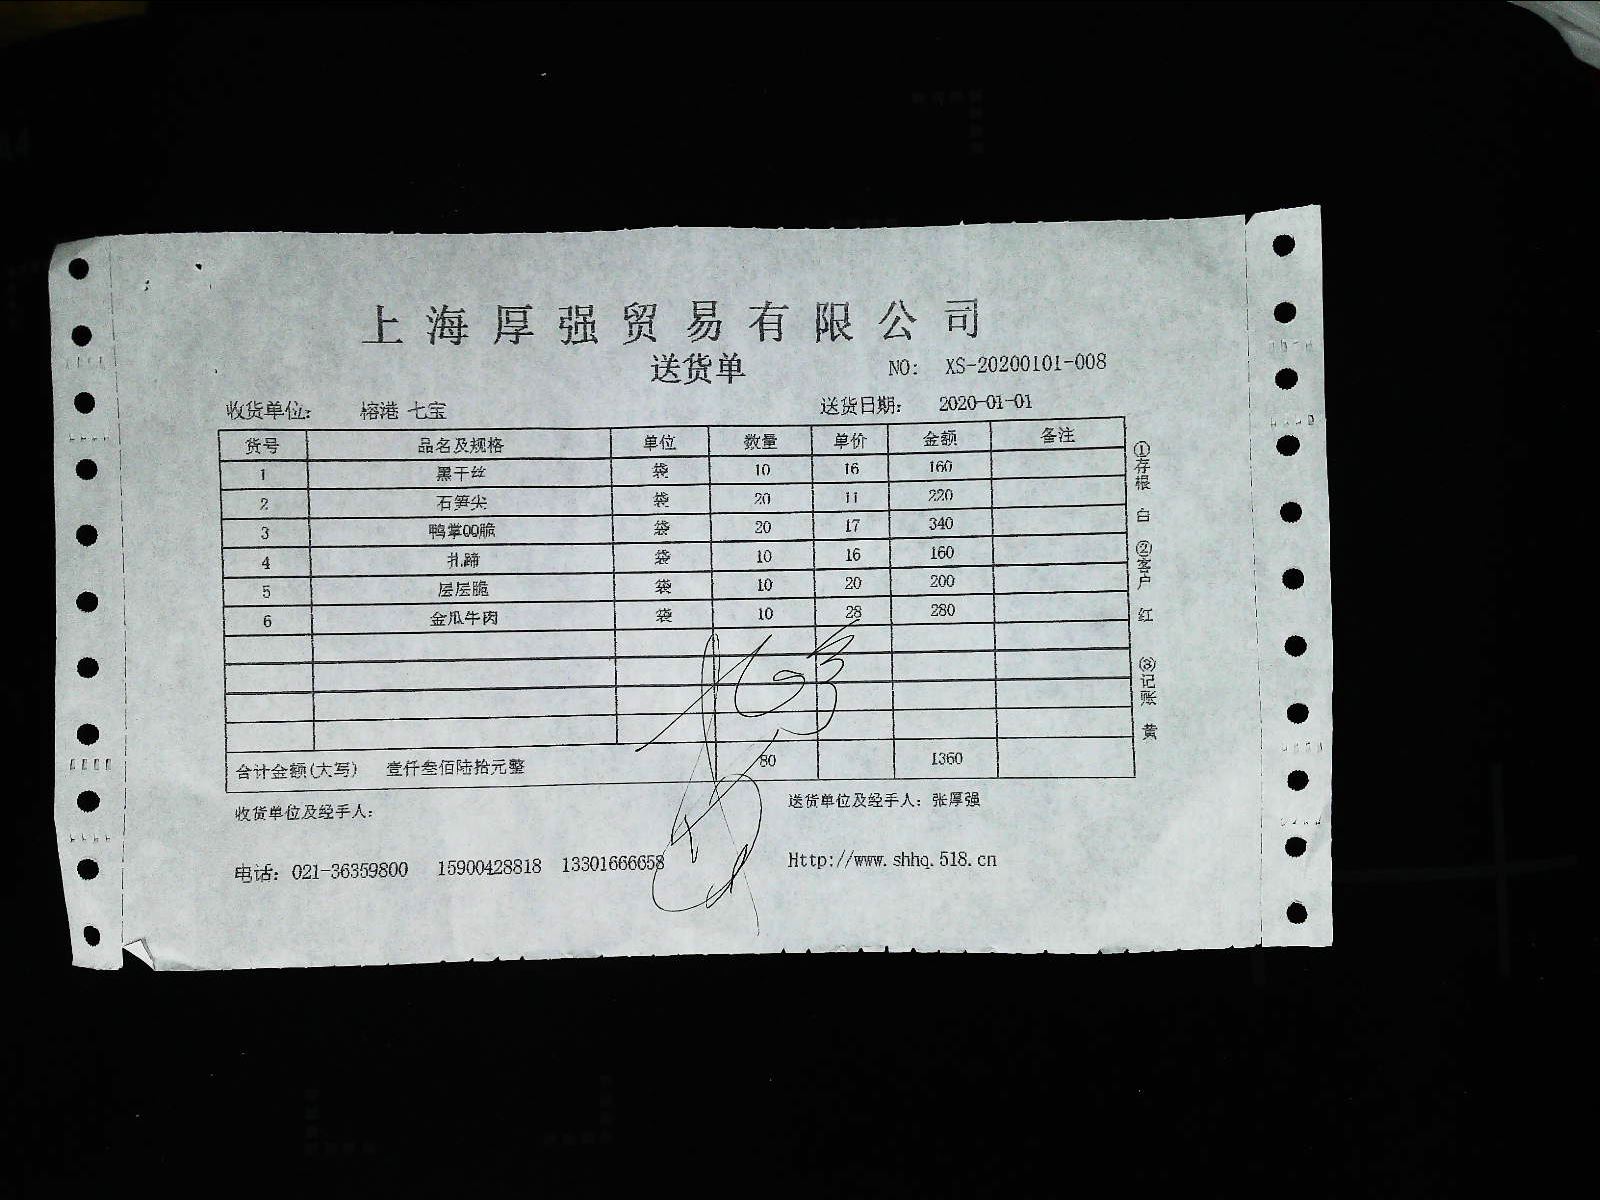 上海厚强贸易有限公司
送货单
NO: XS-20200101-008
收货单位: 榕港 七宝 送货日期: 2020-01-01
货号 品名及规格 单位 数量 单价 金额 备注
1 黑干丝 袋 10 16 160
2 石笋尖 袋 20 11 220
3 鸭掌QQ脆 袋 20 17 340
4 扎蹄 袋 10 16 160
5 层层脆 袋 10 20 200
6 金瓜牛肉 袋 10 28 280
合计金额(大写) 壹仟叁佰陆拾元整 80 1360
收货单位及经手人: 送货单位及经手人: 张厚强
电话: 021-36359800 15900428818 13301666658 Http://www.shhq.518.cn
①存根 白 ②客户 红 ③记账 黄